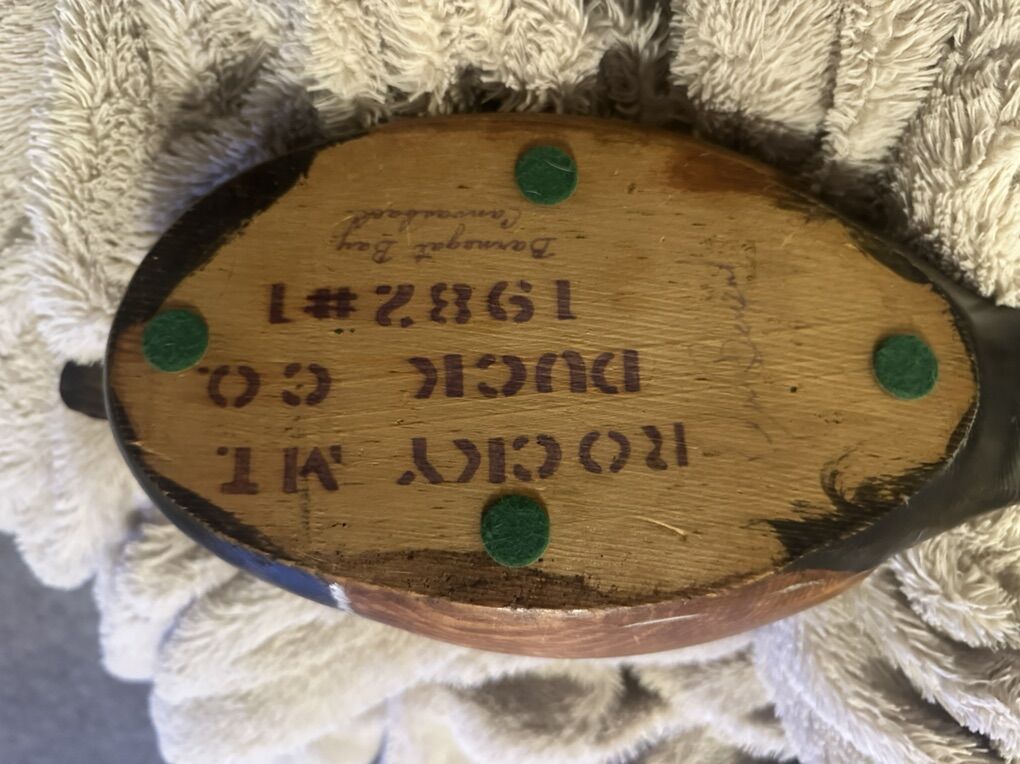 ROCKY MT.
DUCK CO.
1982 #1
Barnegat Bay
Canvasback